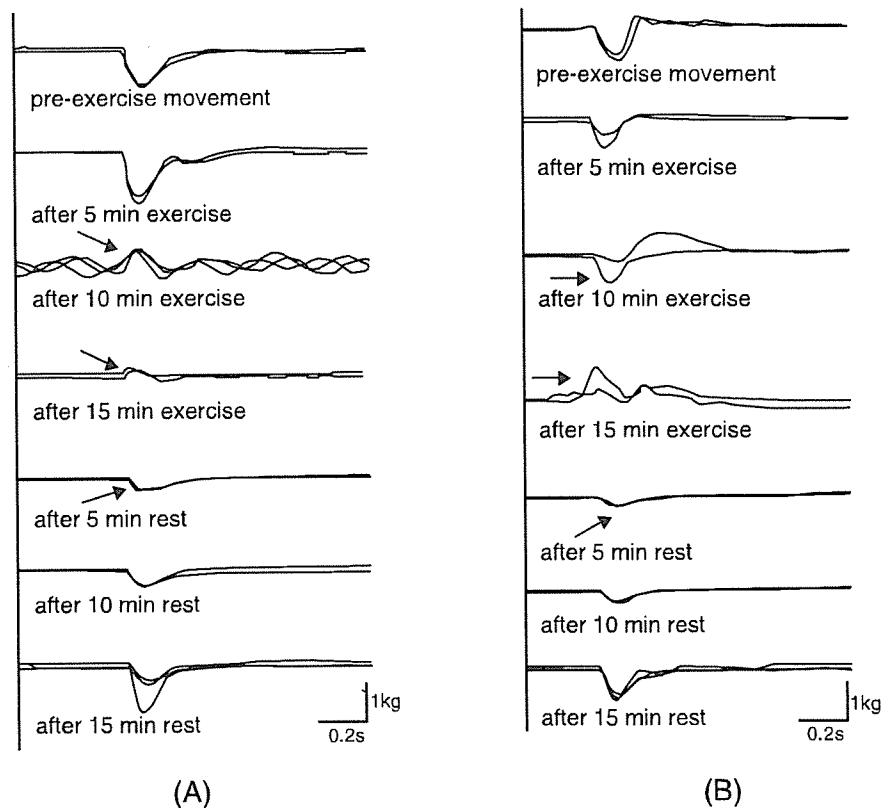 pre-exercise movement
after 5 min exercise
after 10 min exercise
after 15 min exercise
after 5 min rest
after 10 min rest
after 15 min rest
1kg
0.2s
(A)
pre-exercise movement
after 5 min exercise
after 10 min exercise
after 15 min exercise
after 5 min rest
after 10 min rest
after 15 min rest
1kg
0.2s
(B)